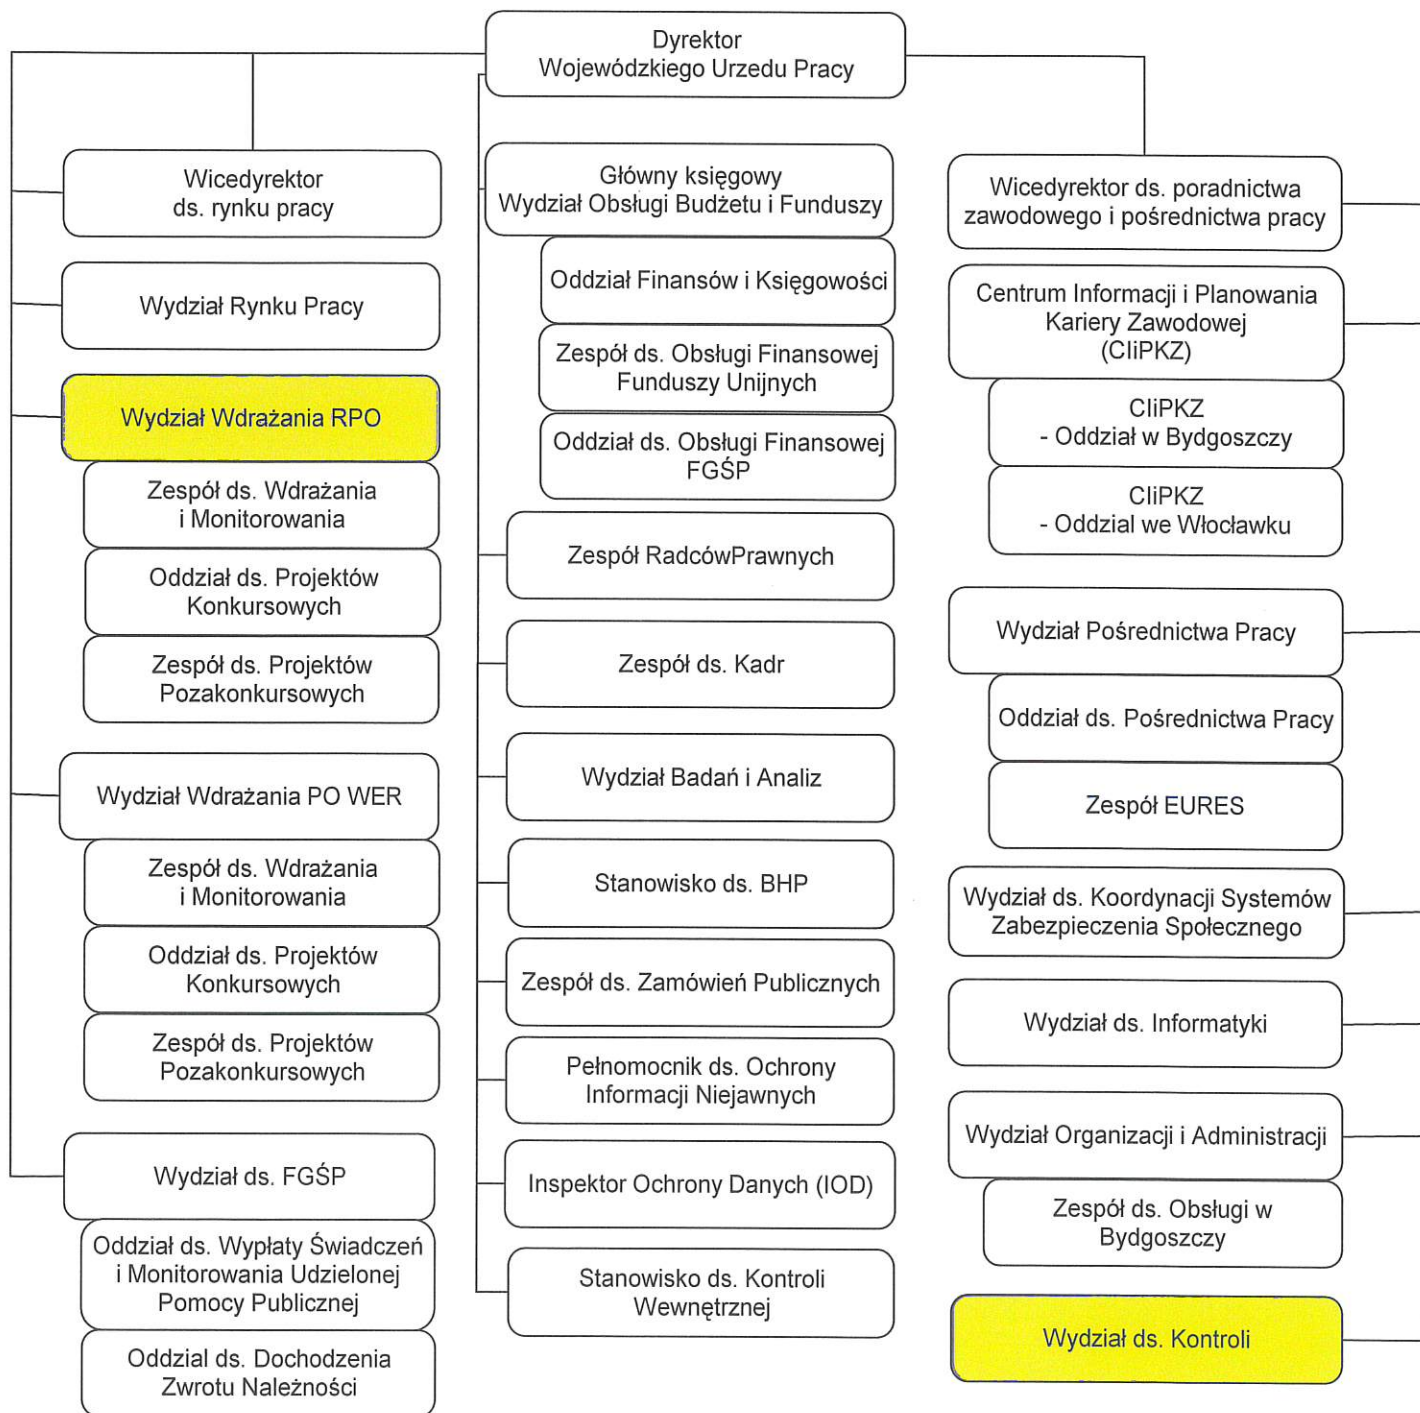 Dyrektor
Wojewódzkiego Urzedu Pracy
Wicedyrektor
ds. rynku pracy
Wydział Rynku Pracy
Wydział Wdrażania RPO
Zespół ds. Wdrażania
i Monitorowania
Oddział ds. Projektów
Konkursowych
Zespół ds. Projektów
Pozakonkursowych
Wydział Wdrażania PO WER
Zespół ds. Wdrażania
i Monitorowania
Oddział ds. Projektów
Konkursowych
Zespół ds. Projektów
Pozakonkursowych
Wydział ds. FGŚP
Oddział ds. Wypłaty Świadczeń
i Monitorowania Udzielonej
Pomocy Publicznej
Oddzial ds. Dochodzenia
Zwrotu Należności
Główny księgowy
Wydział Obsługi Budżetu i Funduszy
Oddział Finansów i Księgowości
Zespół ds. Obsługi Finansowej
Funduszy Unijnych
Oddział ds. Obsługi Finansowej
FGŚP
Zespół RadcówPrawnych
Zespół ds. Kadr
Wydział Badań i Analiz
Stanowisko ds. BHP
Zespół ds. Zamówień Publicznych
Pełnomocnik ds. Ochrony
Informacji Niejawnych
Inspektor Ochrony Danych (IOD)
Stanowisko ds. Kontroli
Wewnętrznej
Wicedyrektor ds. poradnictwa
zawodowego i pośrednictwa pracy
Centrum Informacji i Planowania
Kariery Zawodowej
(CIiPKZ)
CIiPKZ
- Oddział w Bydgoszczy
CIiPKZ
- Oddzial we Włocławku
Wydział Pośrednictwa Pracy
Oddział ds. Pośrednictwa Pracy
Zespół EURES
Wydział ds. Koordynacji Systemów
Zabezpieczenia Społecznego
Wydział ds. Informatyki
Wydział Organizacji i Administracji
Zespół ds. Obsługi w
Bydgoszczy
Wydział ds. Kontroli